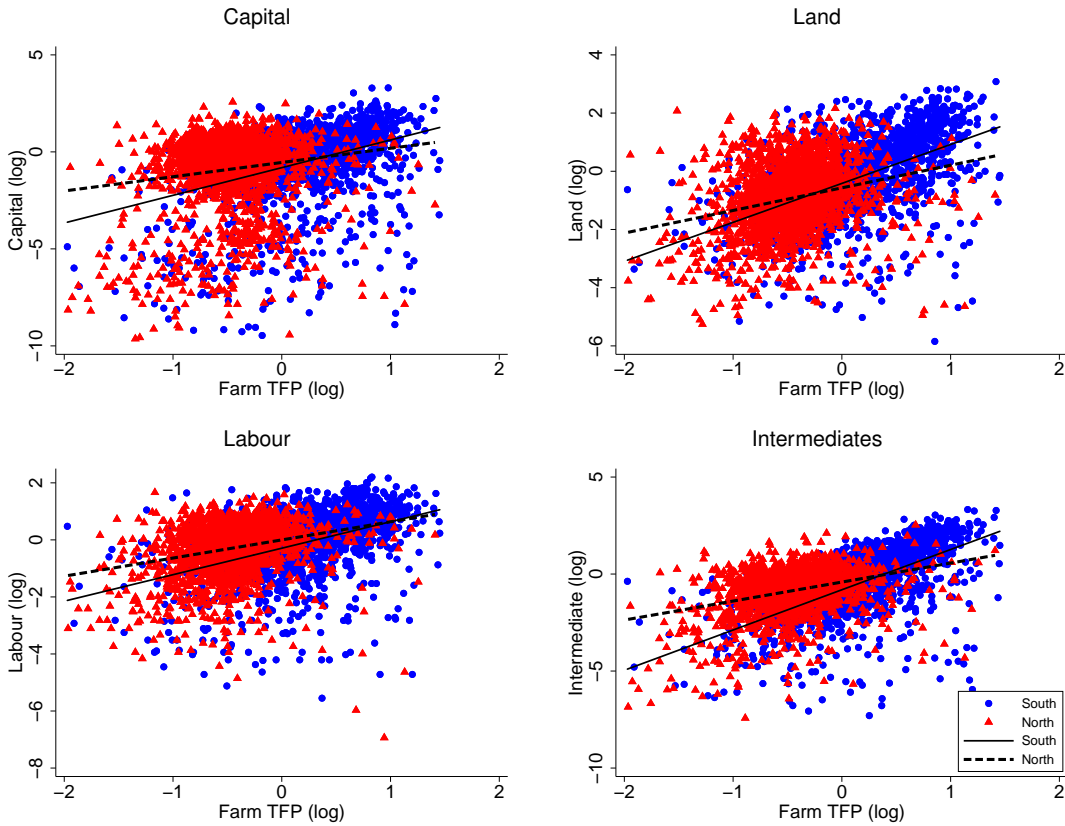 Capital
Capital (log)
5
0
−5
−10
−2 −1 0 1 2
Farm TFP (log)
Land
Land (log)
4
2
0
−2
−4
−6
−2 −1 0 1 2
Farm TFP (log)
Labour
Labour (log)
2
0
−2
−4
−6
−8
−2 −1 0 1 2
Farm TFP (log)
Intermediates
Intermediate (log)
5
0
−5
−10
−2 −1 0 1 2
Farm TFP (log)
South
North
South
North